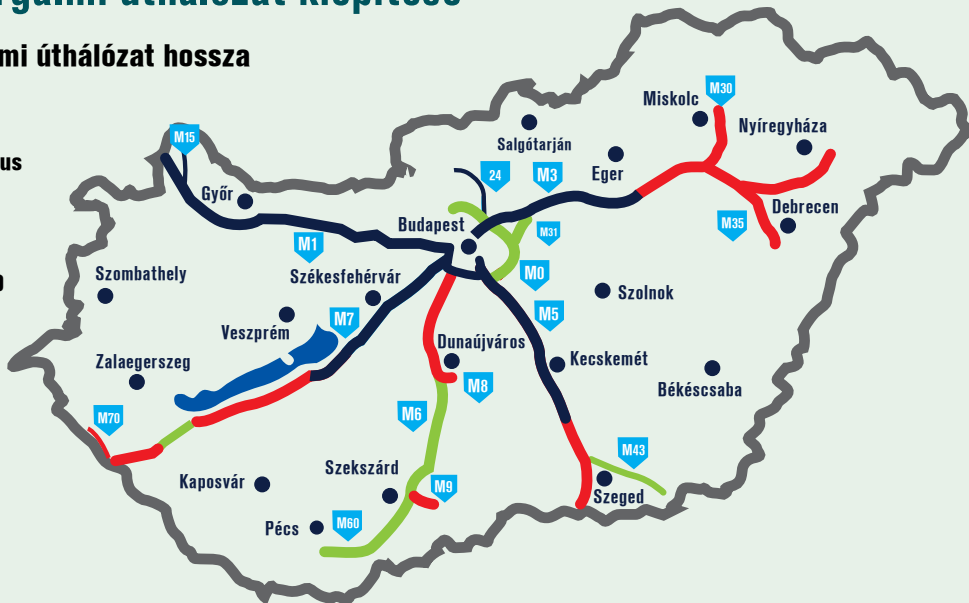 úthálózat
mi úthálózat hossza
us
M30
Miskolc
Nyíregyháza
M15
Salgótarján
Eger
24
M3
Győr
M35
Debrecen
Budapest
M31
M1
M0
Szombathely
Székesfehérvár
Szolnok
M7
M5
Veszprém
Dunaújváros
Zalaegerszeg
Kecskemét
M8
Békéscsaba
M70
M6
M43
Szekszárd
Kaposvár
M9
Szeged
M60
Pécs